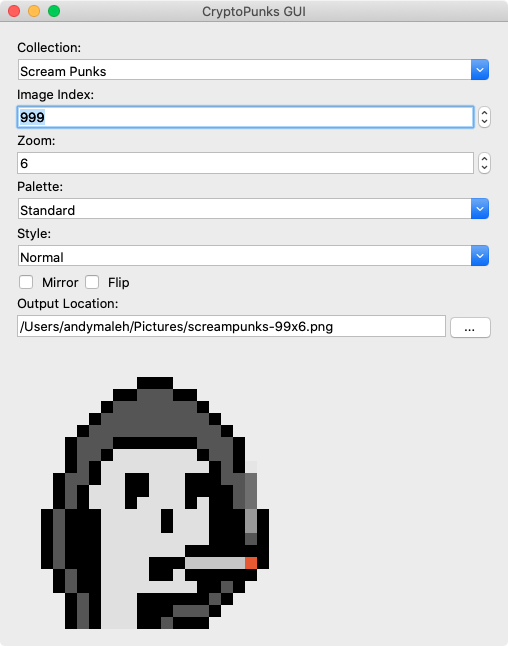 CryptoPunks GUI
Collection:
Scream Punks
Image Index:
999
Zoom:
6
Palette:
Standard
Style:
Normal
Mirror Flip
Output Location:
/Users/andymaleh/Pictures/screampunks-99x6.png ...